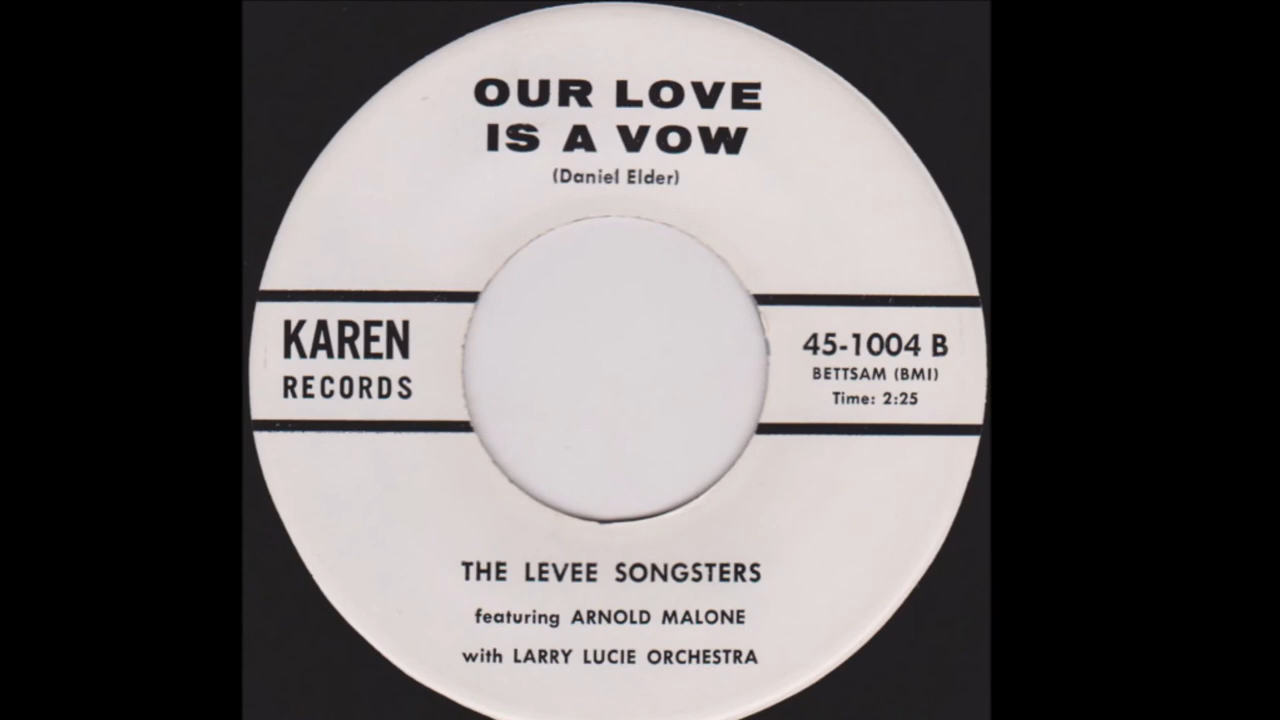 OUR LOVE
IS A VOW
(Daniel Elder)
KAREN
RECORDS
45-1004 B
BETTSAM (BMI)
Time: 2:25
THE LEVEE SONGSTERS
featuring ARNOLD MALONE
with LARRY LUCIE ORCHESTRA